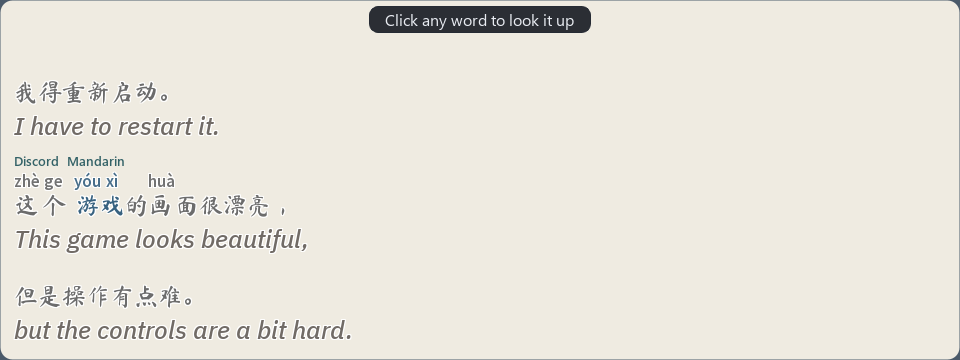 Click any word to look it up
我得重新启动。
I have to restart it.
Discord Mandarin
zhè ge yóu xì huà
这个 游戏的画面很漂亮，
This game looks beautiful,
但是操作有点难。
but the controls are a bit hard.